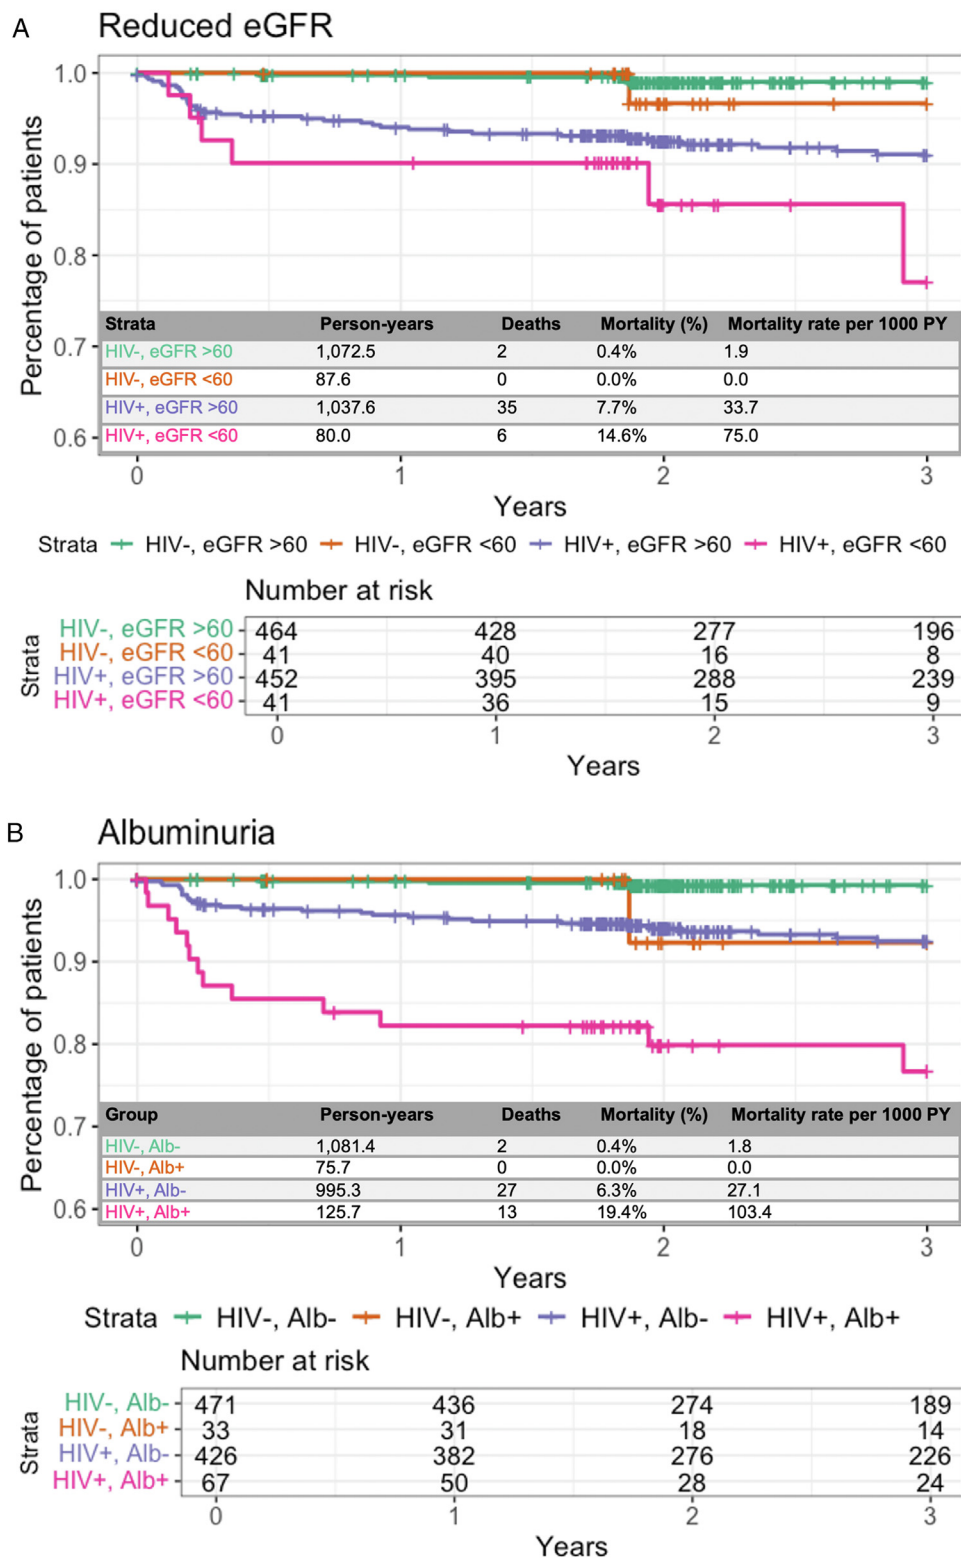 A
Reduced eGFR
Percentage of patients
1.0
0.9
0.8
0.7
0.6
Strata Person-years Deaths Mortality (%) Mortality rate per 1000 PY
HIV-, eGFR >60 1,072.5 2 0.4% 1.9
HIV-, eGFR <60 87.6 0 0.0% 0.0
HIV+, eGFR >60 1,037.6 35 7.7% 33.7
HIV+, eGFR <60 80.0 6 14.6% 75.0
0 1 2 3
Years
Strata HIV-, eGFR >60 HIV-, eGFR <60 HIV+, eGFR >60 HIV+, eGFR <60
Number at risk
Strata
HIV-, eGFR >60 464 428 277 196
HIV-, eGFR <60 41 40 16 8
HIV+, eGFR >60 452 395 288 239
HIV+, eGFR <60 41 36 15 9
0 1 2 3
Years
B
Albuminuria
Percentage of patients
1.0
0.9
0.8
0.7
0.6
Group Person-years Deaths Mortality (%) Mortality rate per 1000 PY
HIV-, Alb- 1,081.4 2 0.4% 1.8
HIV-, Alb+ 75.7 0 0.0% 0.0
HIV+, Alb- 995.3 27 6.3% 27.1
HIV+, Alb+ 125.7 13 19.4% 103.4
0 1 2 3
Years
Strata HIV-, Alb- HIV-, Alb+ HIV+, Alb- HIV+, Alb+
Number at risk
Strata
HIV-, Alb- 471 436 274 189
HIV-, Alb+ 33 31 18 14
HIV+, Alb- 426 382 276 226
HIV+, Alb+ 67 50 28 24
0 1 2 3
Years